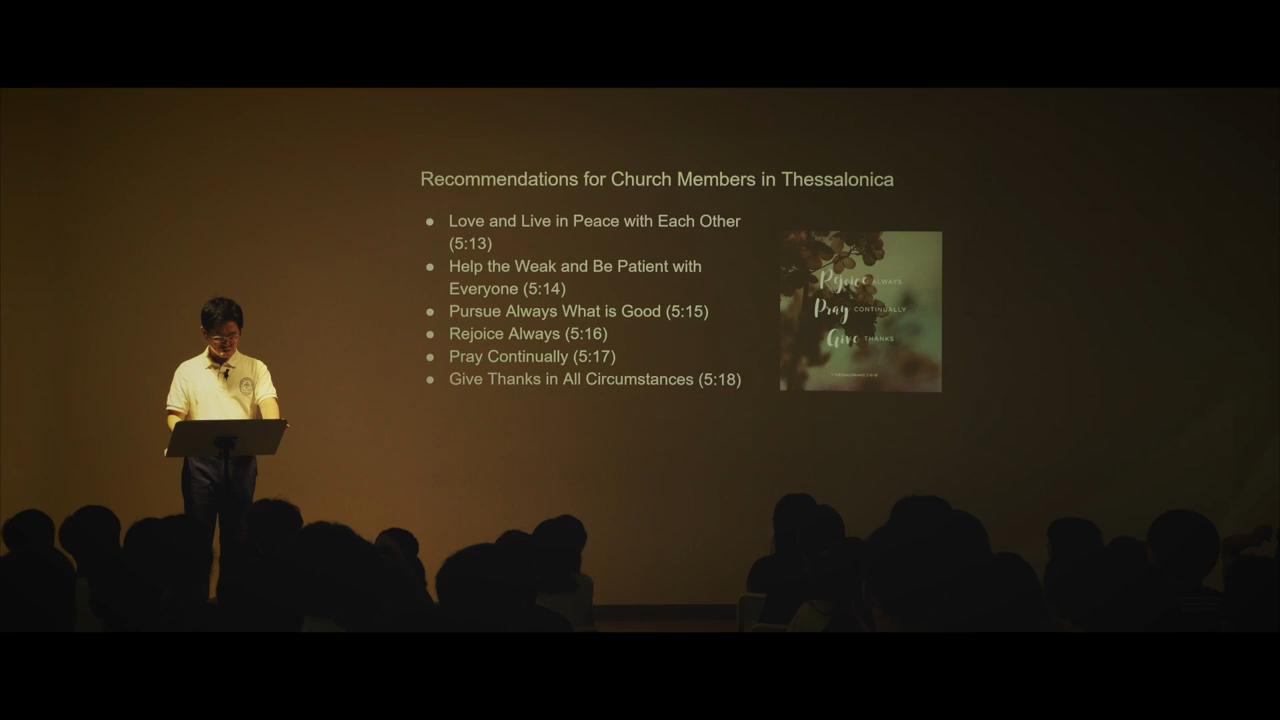 Recommendations for Church Members in Thessalonica
● Love and Live in Peace with Each Other
(5:13)
● Help the Weak and Be Patient with
Everyone (5:14)
● Pursue Always What is Good (5:15)
● Rejoice Always (5:16)
● Pray Continually (5:17)
● Give Thanks in All Circumstances (5:18)
Rejoice ALWAYS
Pray CONTINUALLY
Give THANKS